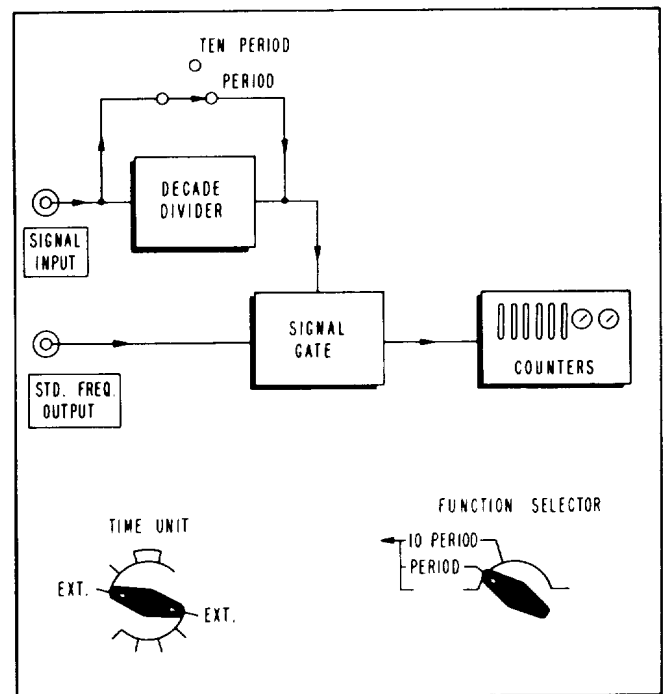 TEN PERIOD
PERIOD
DECADE
DIVIDER
SIGNAL
INPUT
SIGNAL
GATE
COUNTERS
STD. FREQ.
OUTPUT
TIME UNIT
EXT.
EXT.
FUNCTION SELECTOR
10 PERIOD
PERIOD